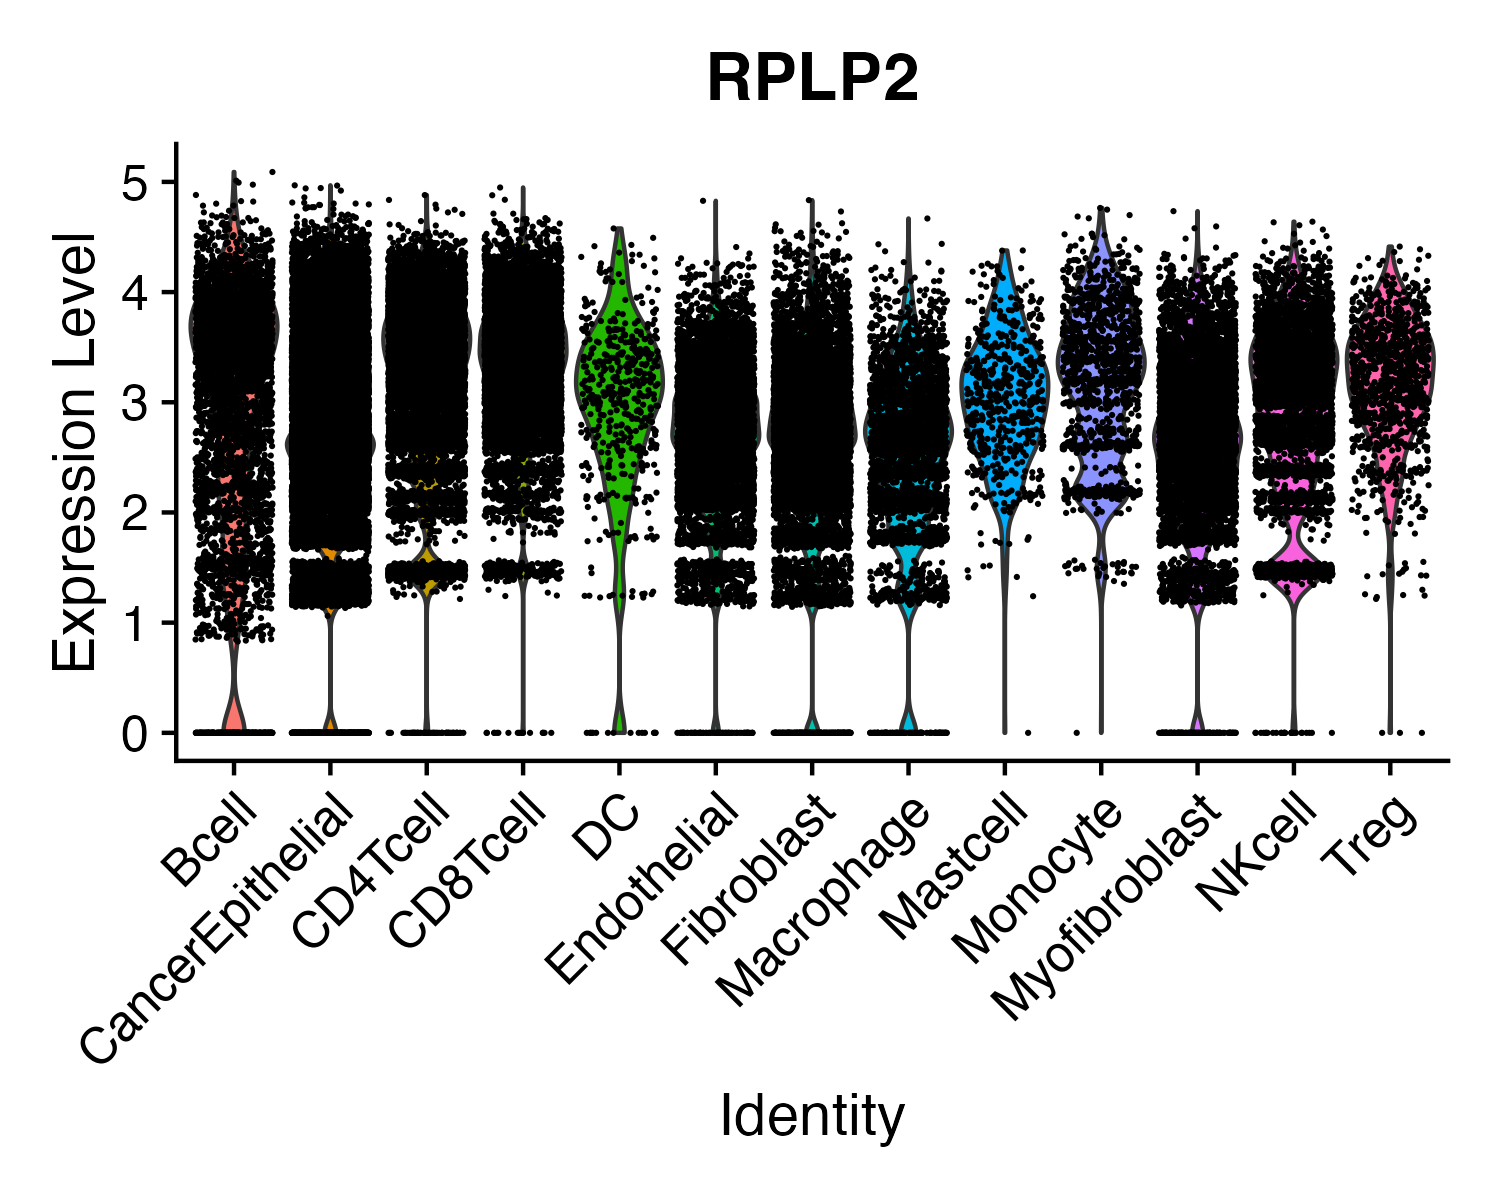 RPLP2
Expression Level
5
4
3
2
1
0
Bcell
CancerEpithelial
CD4Tcell
CD8Tcell
DC
Endothelial
Fibroblast
Macrophage
Mastcell
Monocyte
Myofibroblast
NKcell
Treg
Identity